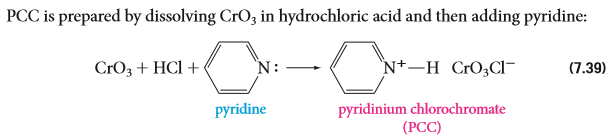 PCC is prepared by dissolving CrO₃ in hydrochloric acid and then adding pyridine:
CrO₃ + HCl + N: ⟶ N⁺—H CrO₃Cl⁻ (7.39)
pyridine pyridinium chlorochromate
(PCC)